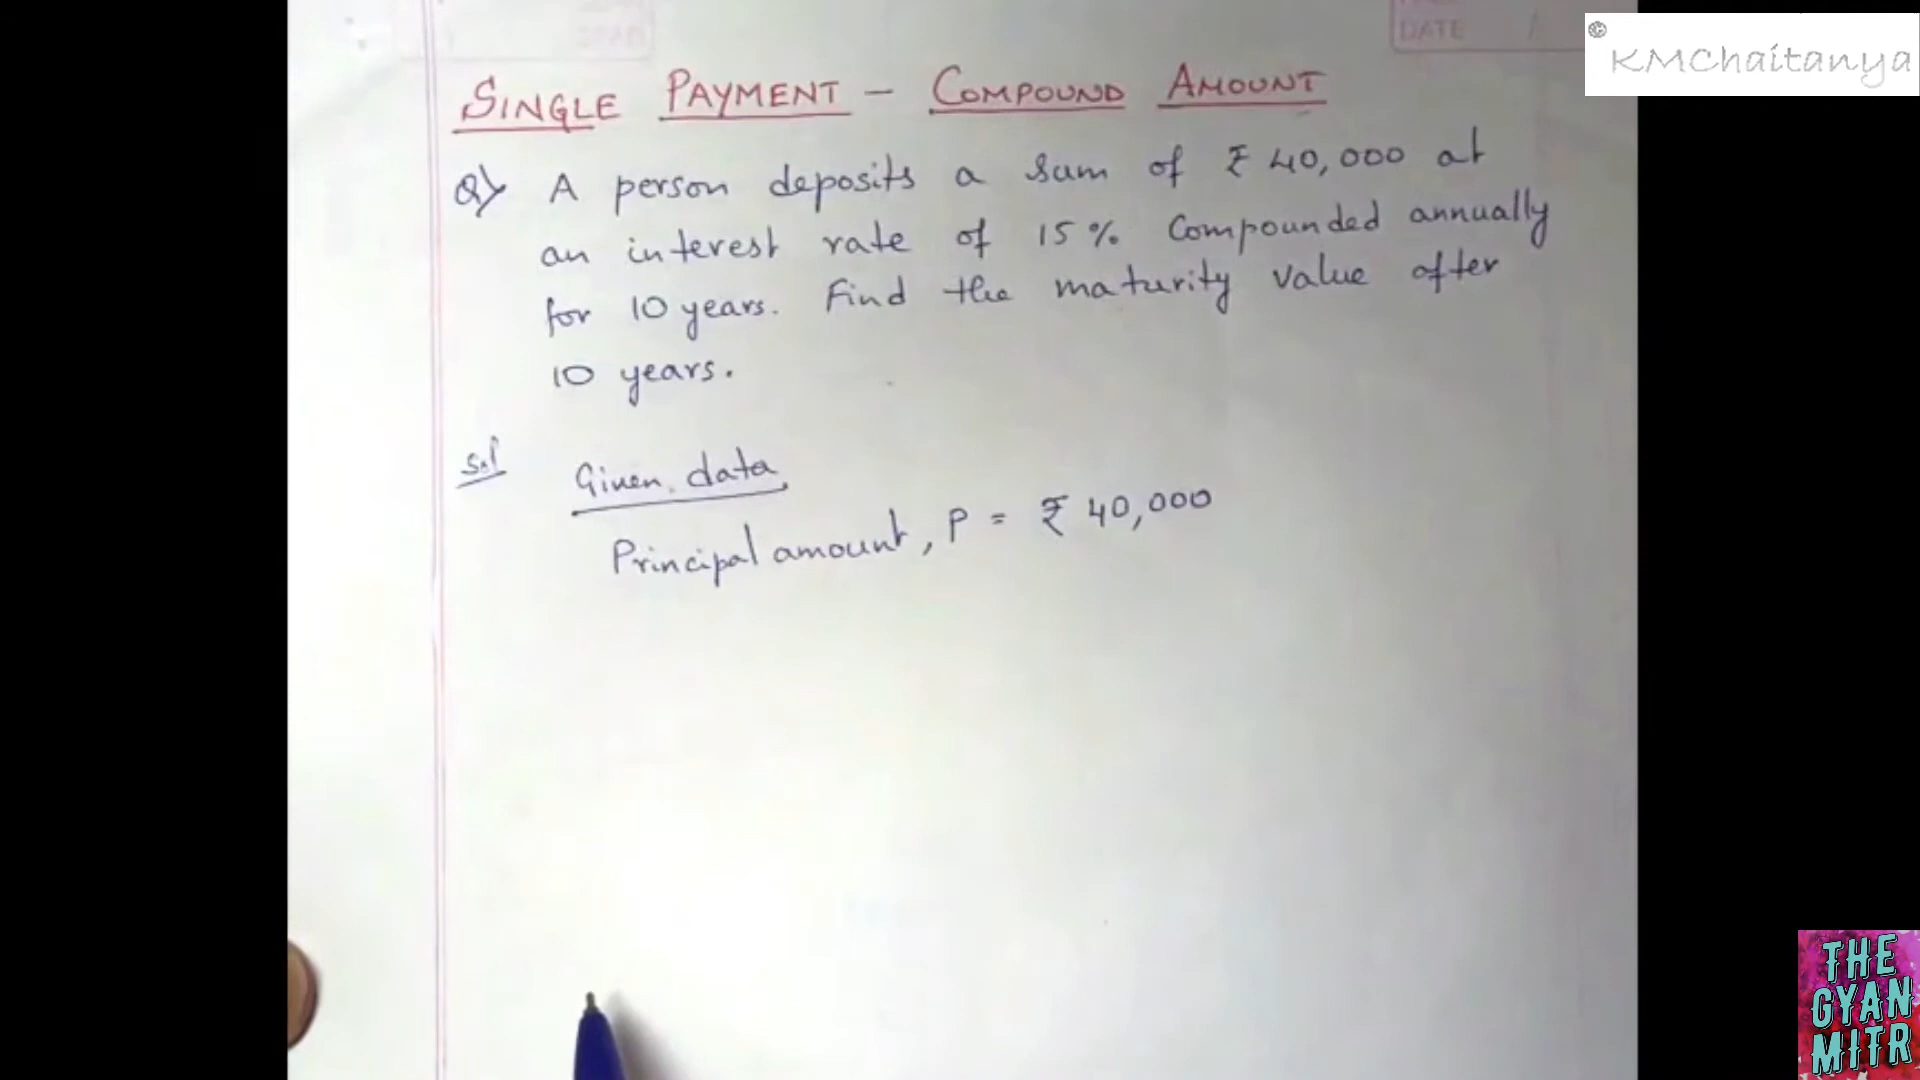 DATE /
© KMChaitanya
SINGLE PAYMENT – COMPOUND AMOUNT
Q) A person deposits a sum of ₹ 40,000 at
an interest rate of 15% Compounded annually
for 10 years. Find the maturity value after
10 years.
Sol
Given data
Principal amount, P = ₹ 40,000
THE
GYAN
MITR